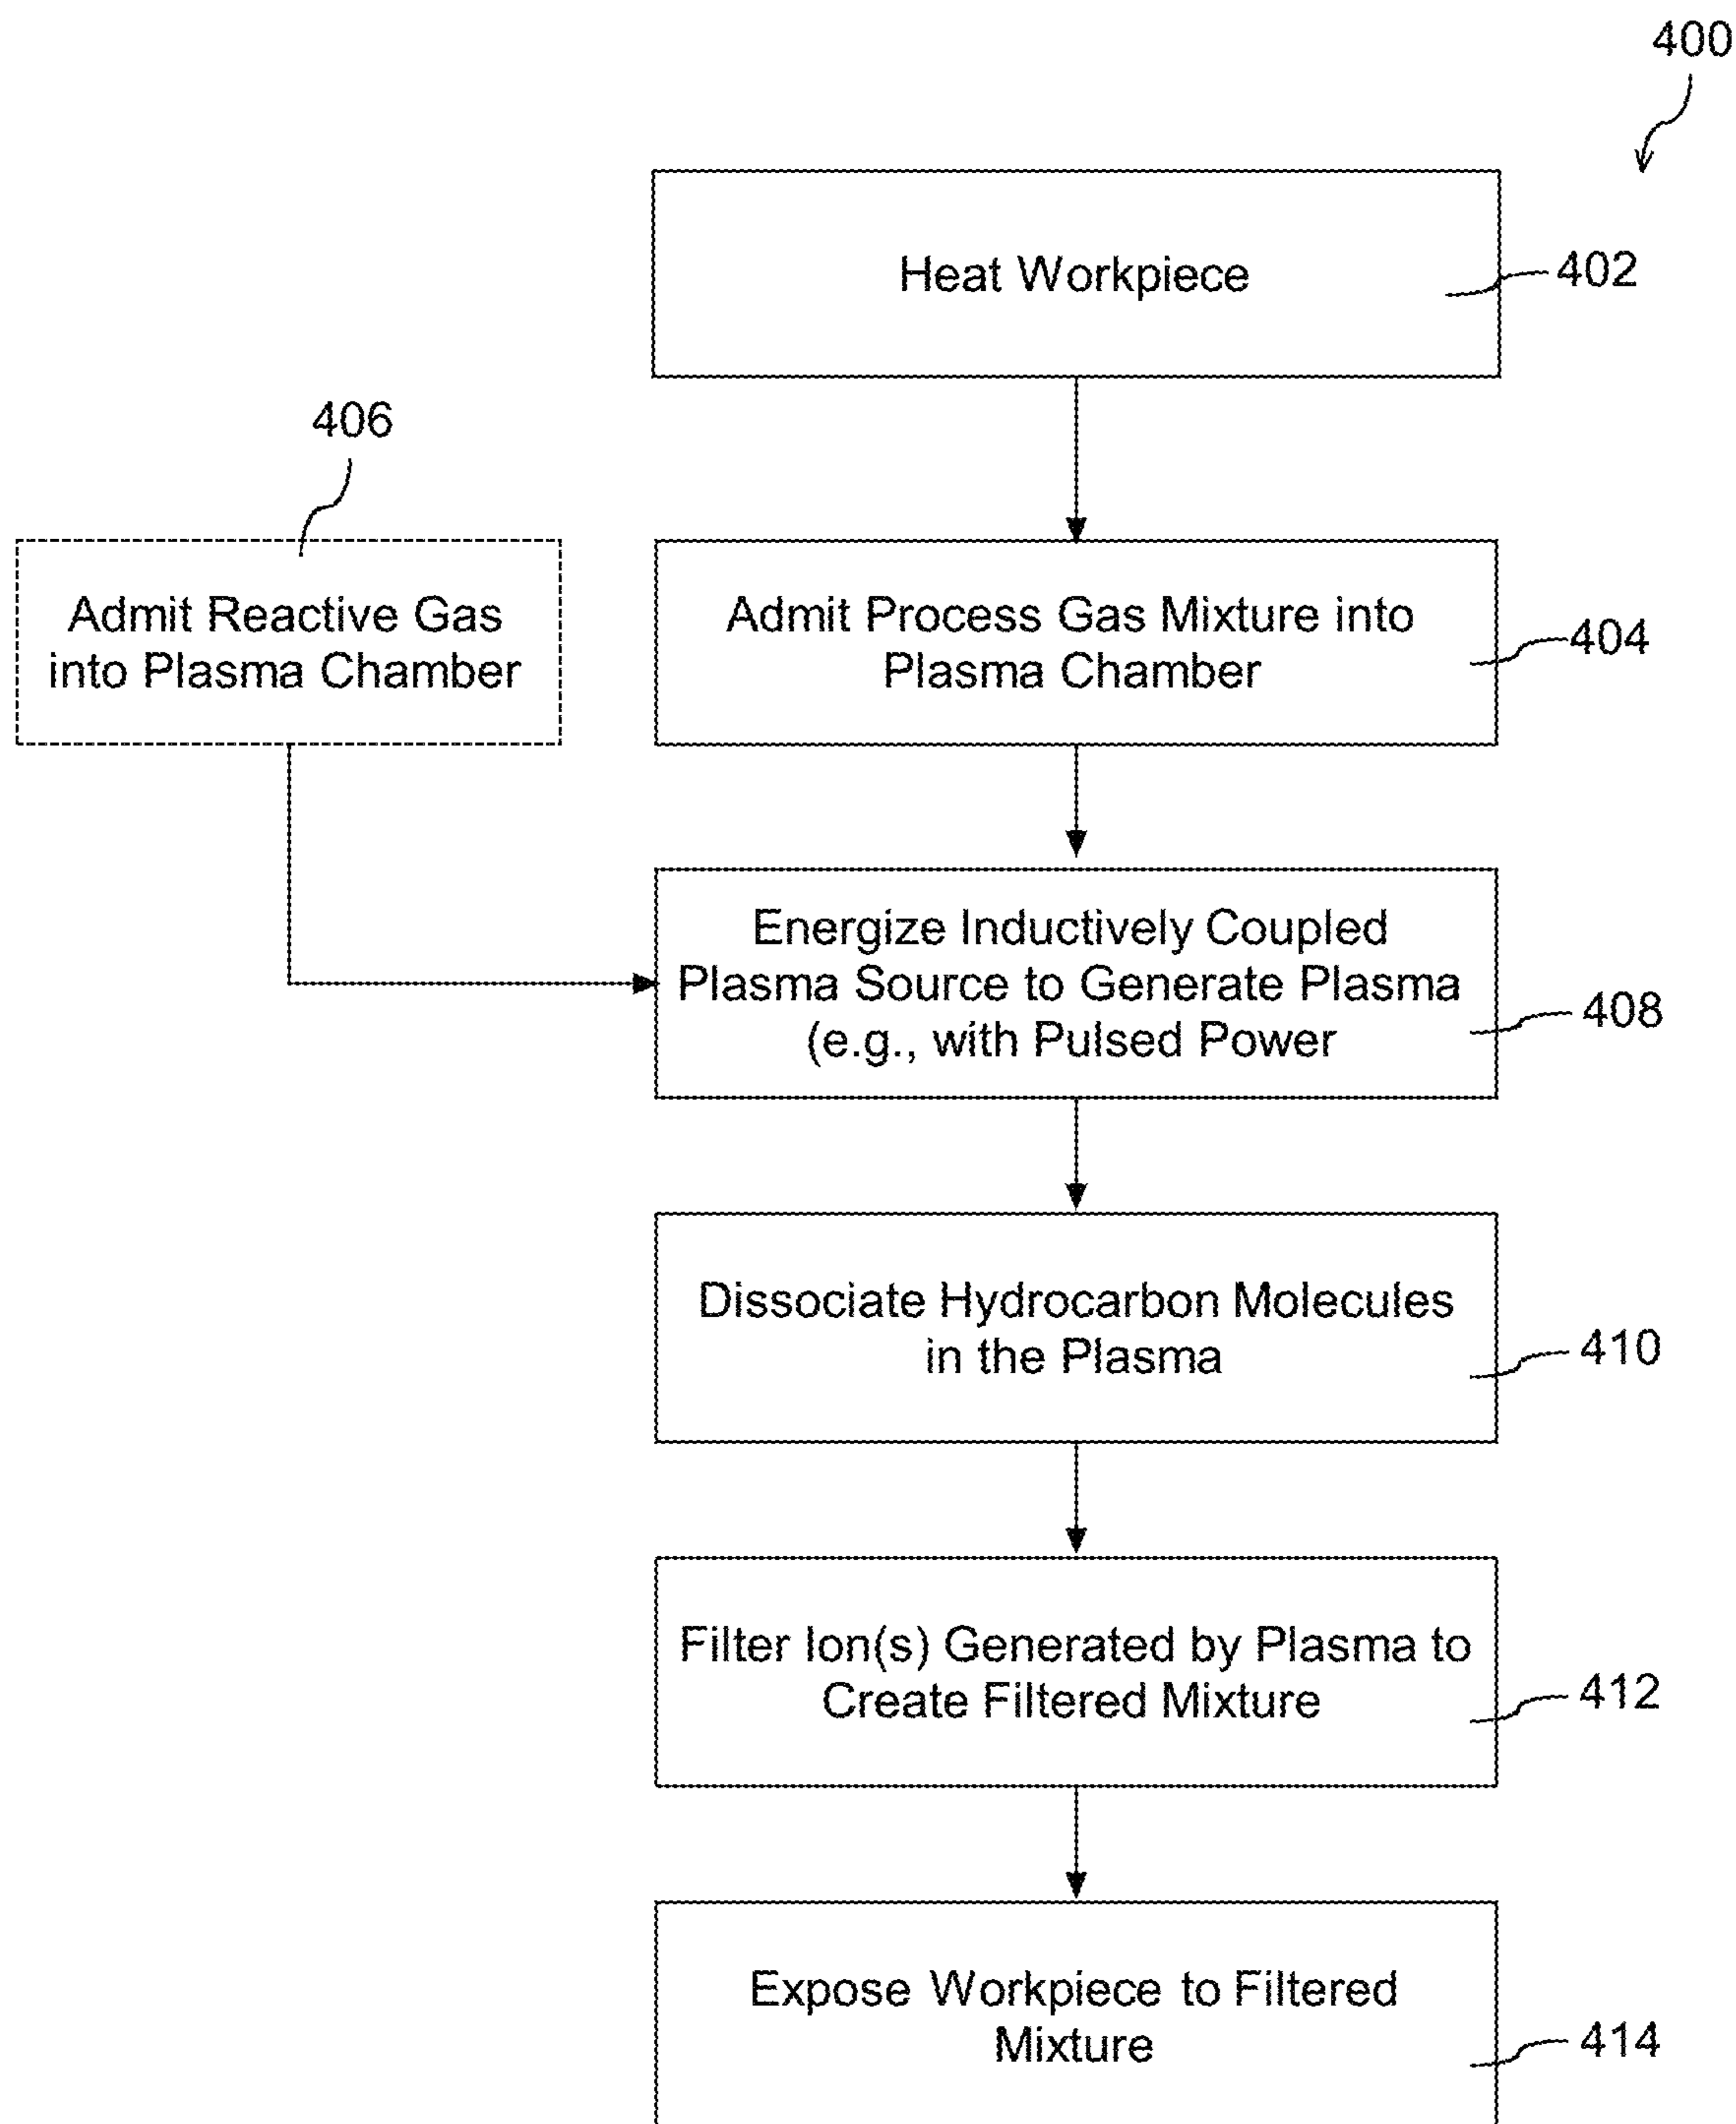 400
Heat Workpiece
402
406
Admit Reactive Gas
into Plasma Chamber
Admit Process Gas Mixture into
Plasma Chamber
404
Energize Inductively Coupled
Plasma Source to Generate Plasma
(e.g., with Pulsed Power
408
Dissociate Hydrocarbon Molecules
in the Plasma
410
Filter Ion(s) Generated by Plasma to
Create Filtered Mixture
412
Expose Workpiece to Filtered
Mixture
414